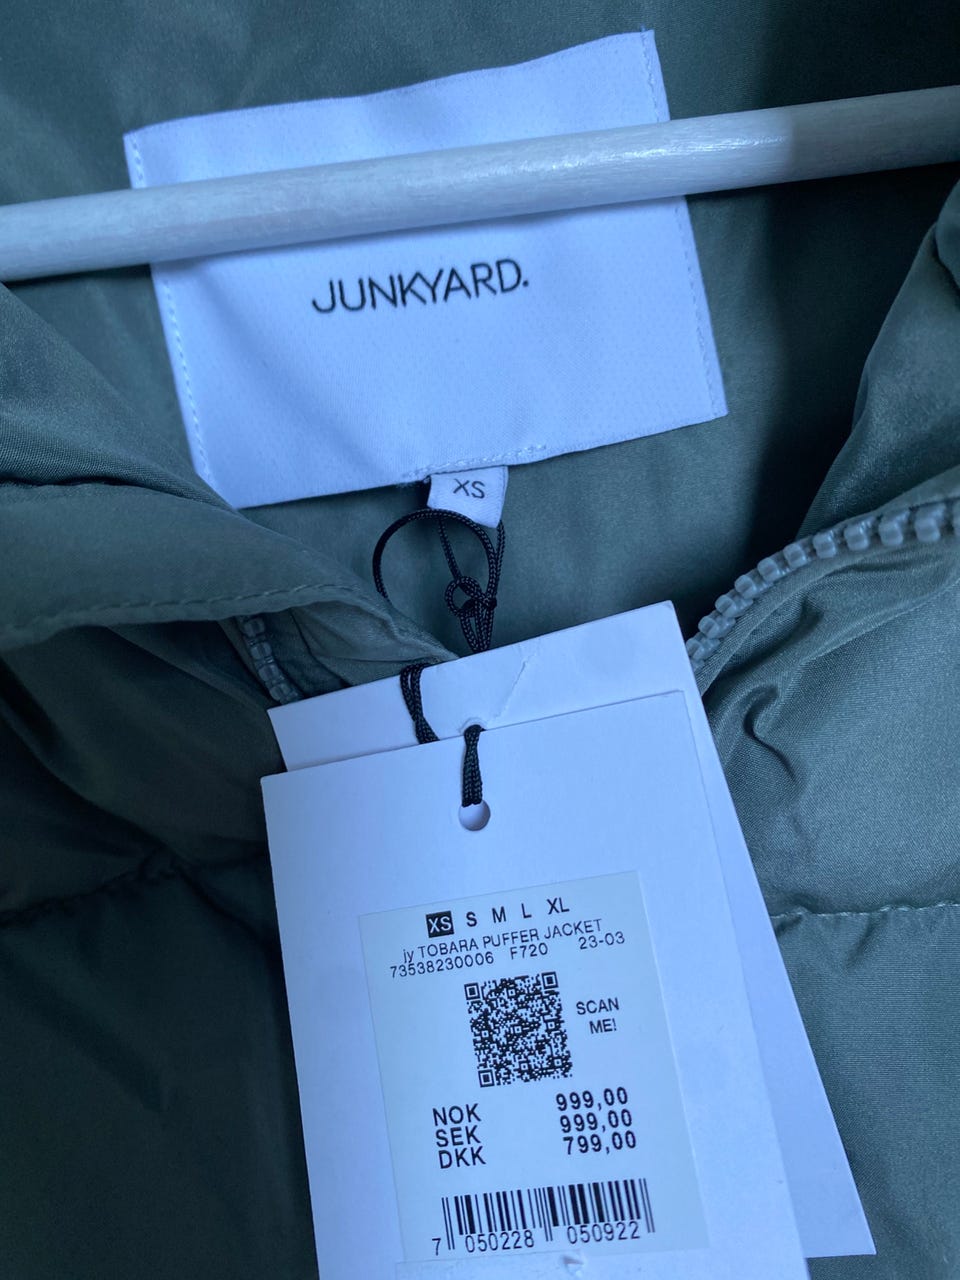 JUNKYARD.
XS
XS S M L XL
jy TOBARA PUFFER JACKET
73538230006 F720 23-03
SCAN
ME!
NOK 999,00
SEK 999,00
DKK 799,00
7 050228 050922